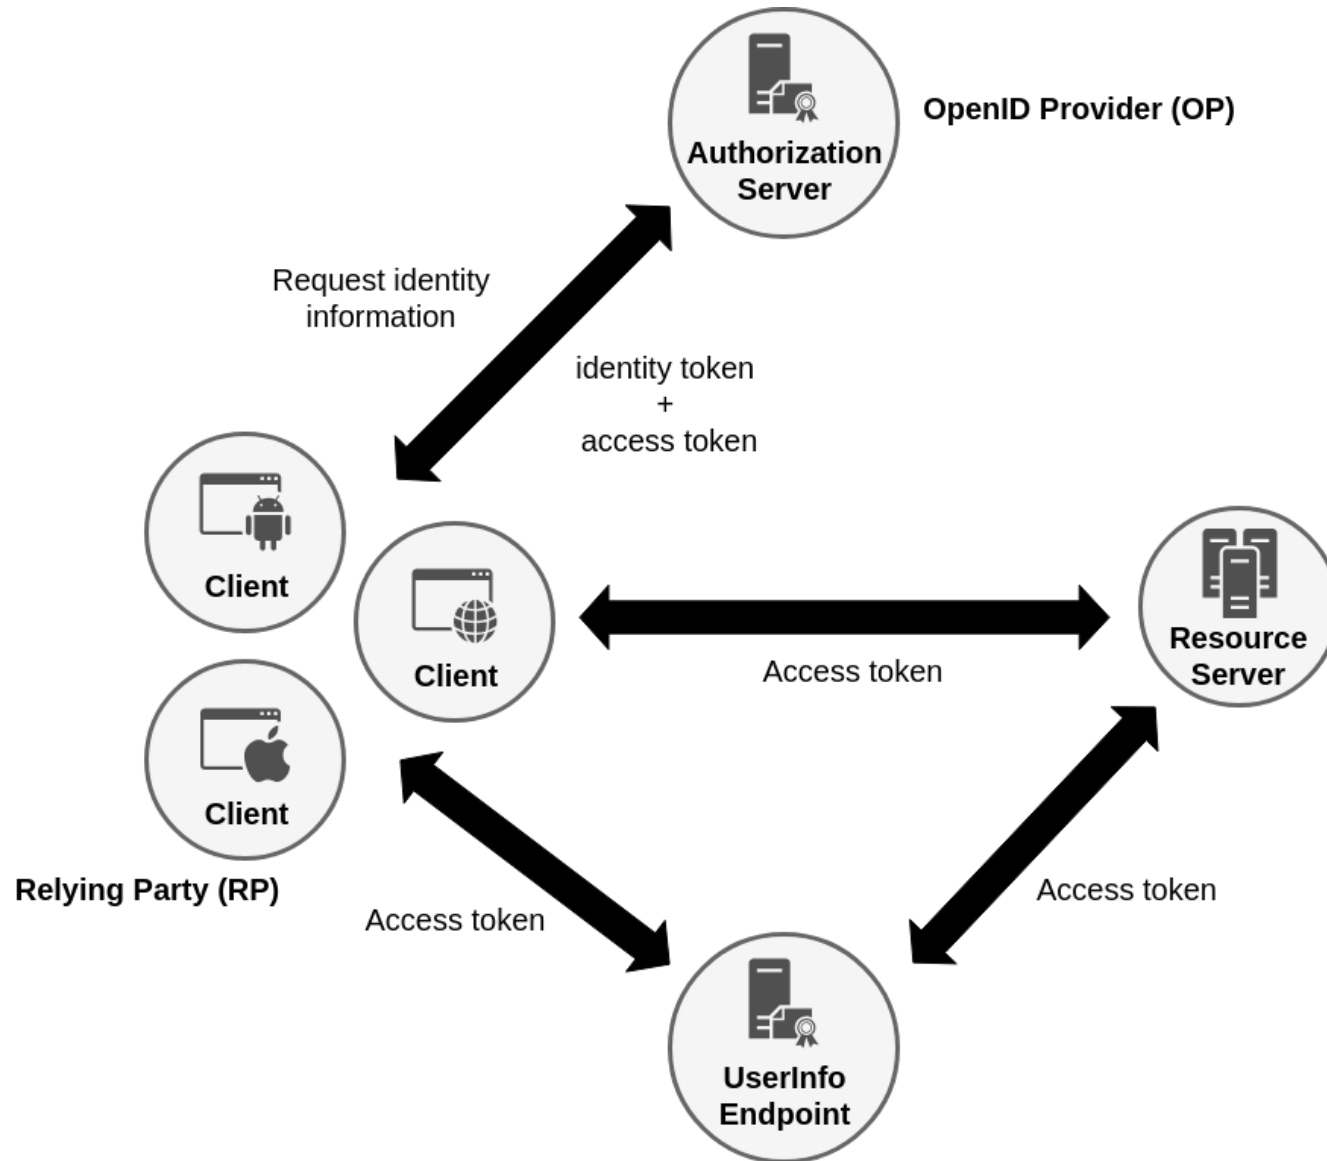 Authorization
Server
OpenID Provider (OP)
Request identity
information
identity token
+
access token
Client
Client
Client
Relying Party (RP)
Access token
Resource
Server
Access token
Access token
UserInfo
Endpoint